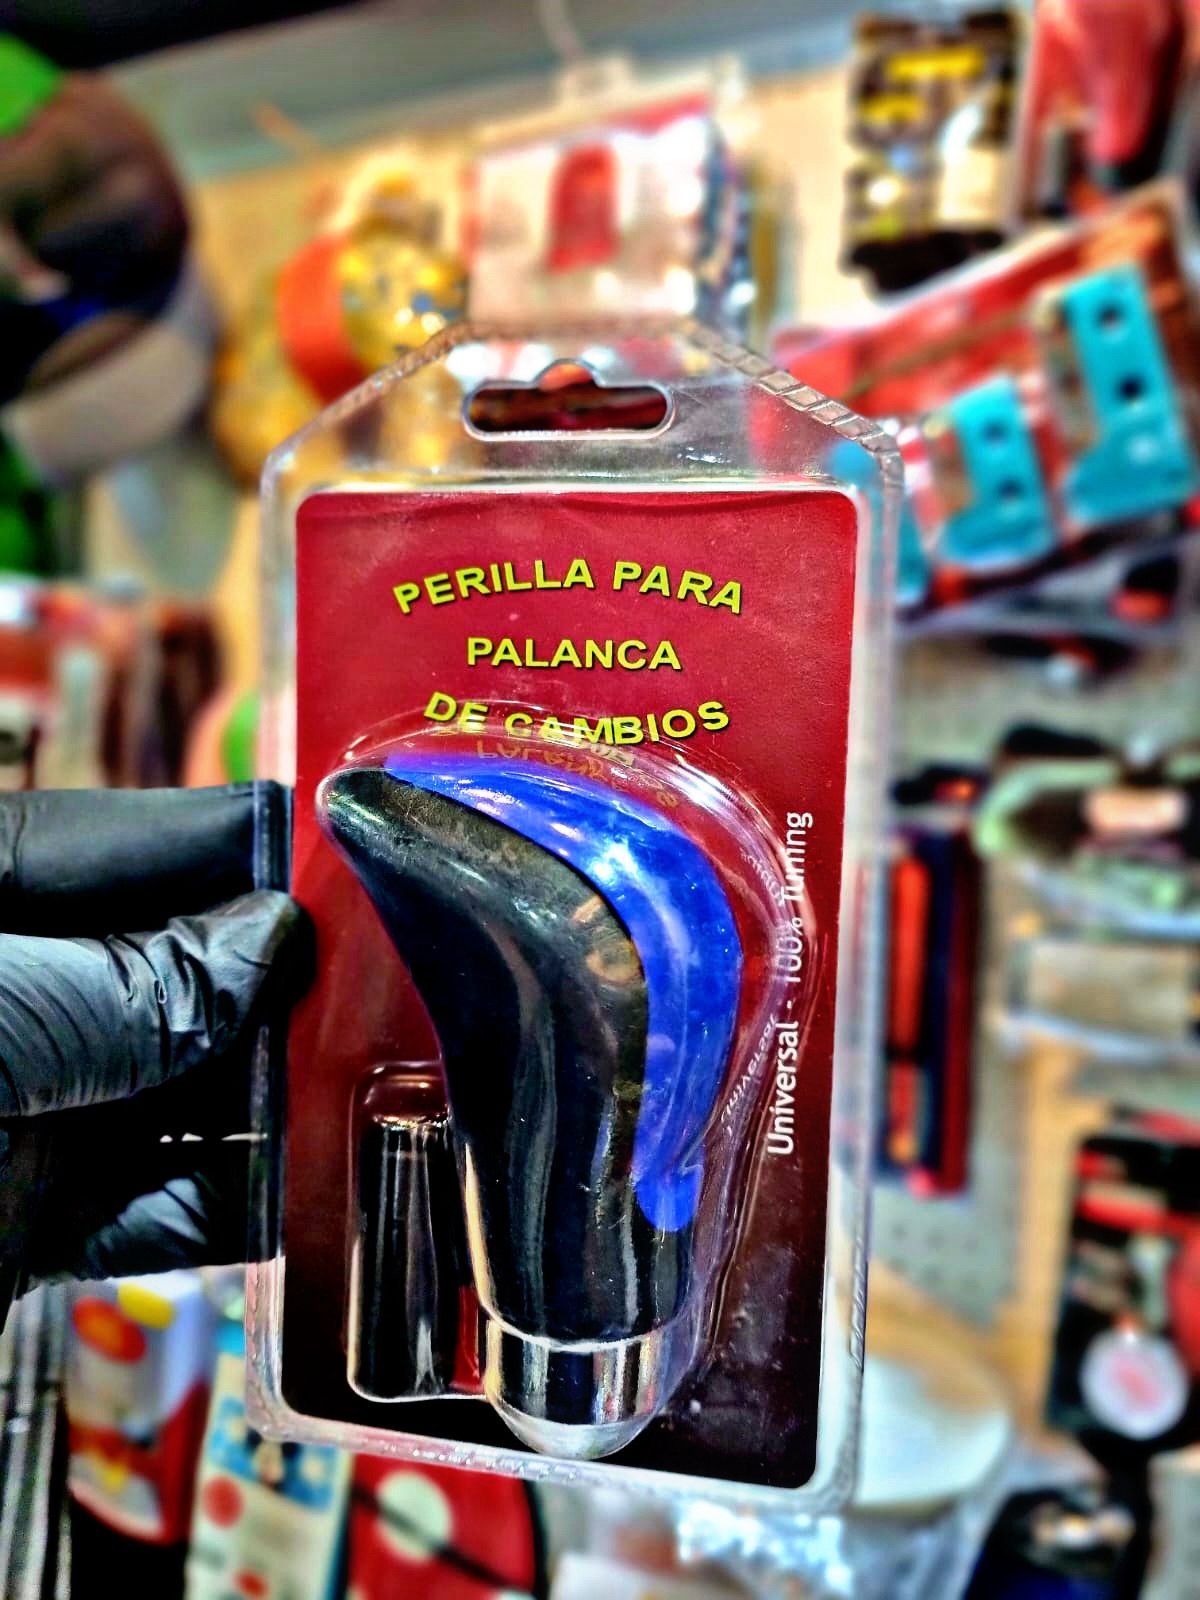 PERILLA PARA
PALANCA
DE CAMBIOS
Universal - 100% Tuning